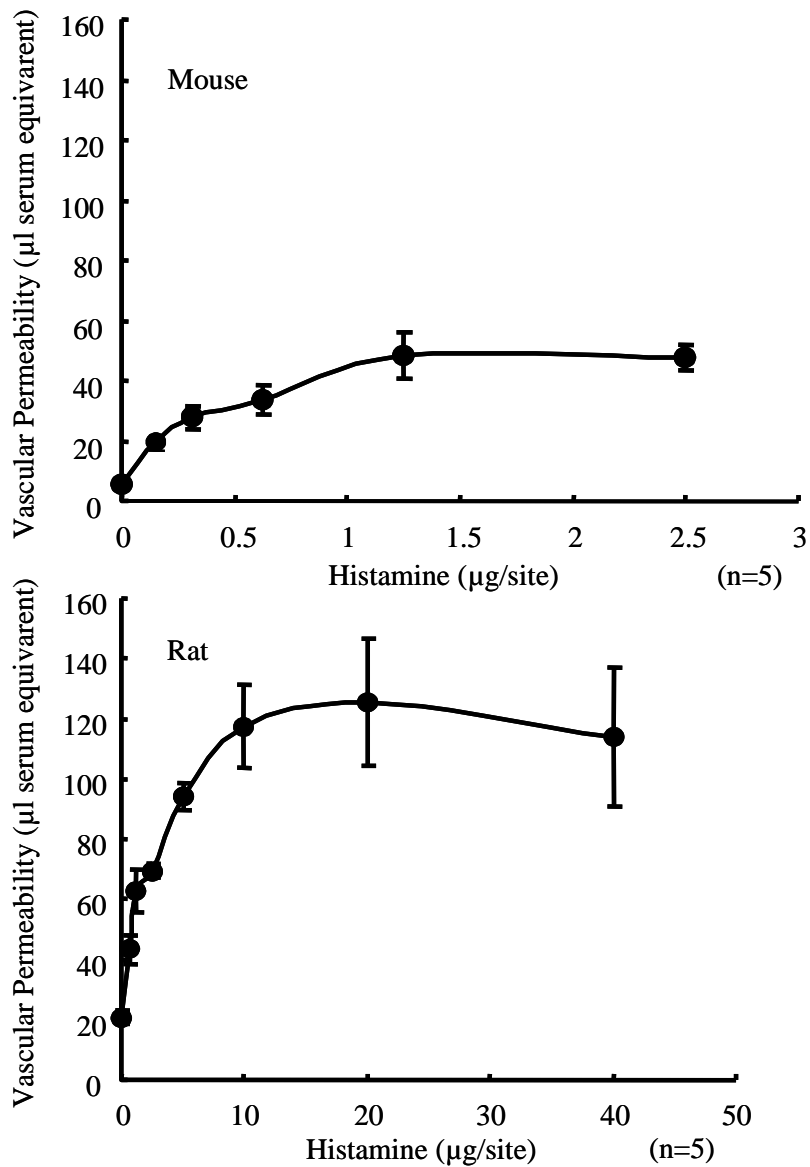 Vascular Permeability (µl serum equivarent)
160
140
120
100
80
60
40
20
0
Mouse
0 0.5 1 1.5 2 2.5 3
Histamine (µg/site) (n=5)
Vascular Permeability (µl serum equivarent)
160
140
120
100
80
60
40
20
0
Rat
0 10 20 30 40 50
Histamine (µg/site) (n=5)